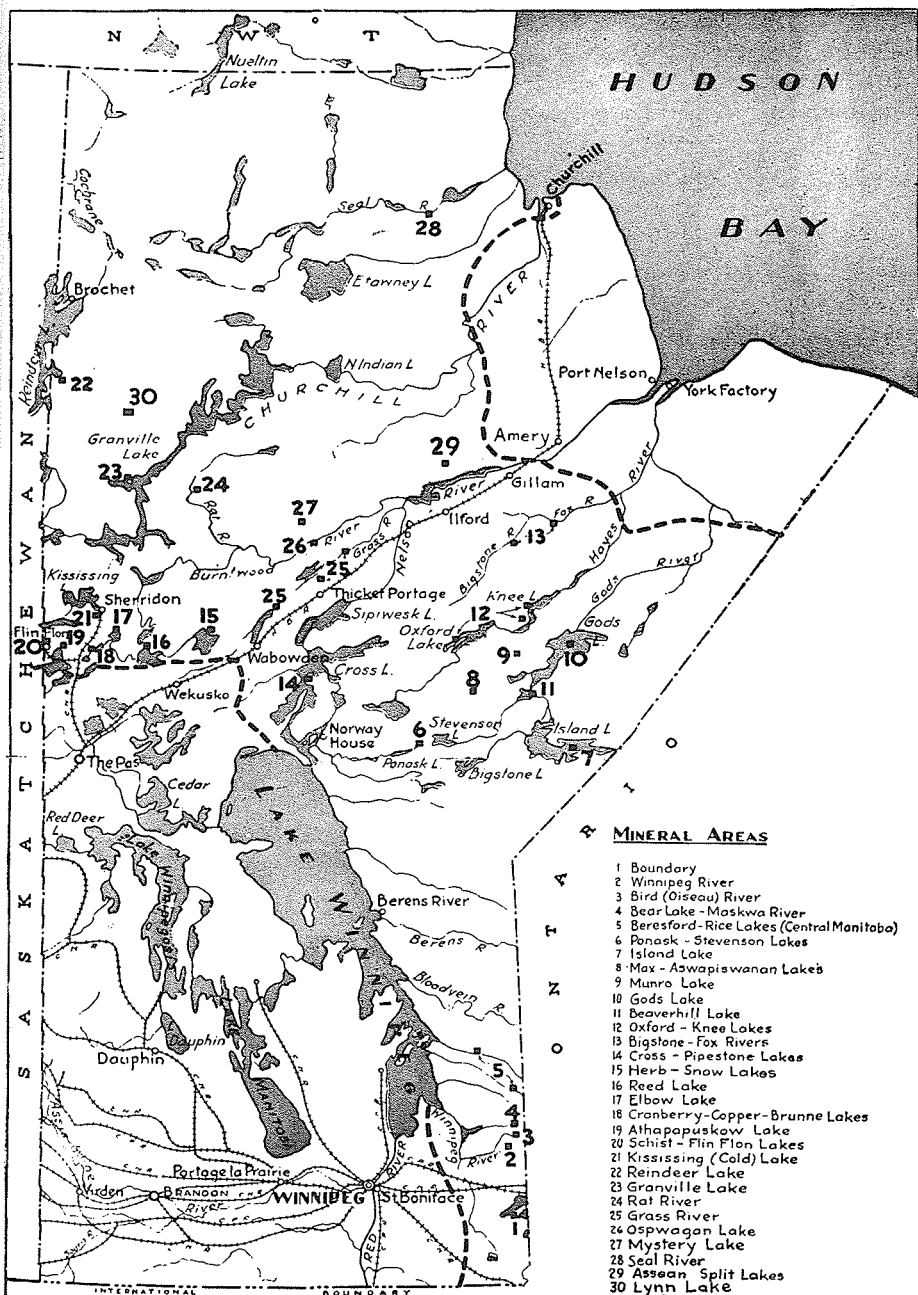 N W T
HUDSON
BAY
Nueltin
Lake
Cochrane
Seal R
28
Churchill
Etawney L
RIVER
Brochet
Reindeer
22
30
N Indian L
CHURCHILL
Port Nelson
York Factory
Granville
Lake
23
24
Rat R
Amery
29
Gillam
River
27
26
River
Grass R
Ilford
Fox R
River
Nelson
Bigstone R
13
Hayes
Gods River
Kississing
L
Burntwood
25
25
Thicket Portage
Sherridon
21
17
15
Sipiwesk L
Knee L
12
Oxford
Lake
Gods
L
Flin Flon
20
19
18
16
Wabowden
Cross L.
14
9
10
8
11
Wekusko
Norway
House
Stevenson
L
6
Ponask L
Island L
7
Bigstone L
The Pas
Cedar
L
Red Deer
L
Lake
Winnipegosis
LAKE WINNIPEG
Berens River
Berens R
Bloodvein R
SASKATCHEWAN
ONTARI
O
Dauphin
L
Dauphin
LAKE MANITOBA
5
4
3
2
Winnipeg
River
1
Assiniboine
Portage la Prairie
Virden
BRANDON
River
WINNIPEG
St Boniface
RIVER
RED
C N R
C P R
INTERNATIONAL BOUNDARY
MINERAL AREAS
1 Boundary
2 Winnipeg River
3 Bird (Oiseau) River
4 Bear Lake - Maskwa River
5 Beresford-Rice Lakes (Central Manitoba)
6 Ponask - Stevenson Lakes
7 Island Lake
8 Max - Aswapiswanan Lake's
9 Munro Lake
10 Gods Lake
11 Beaverhill Lake
12 Oxford - Knee Lakes
13 Bigstone - Fox Rivers
14 Cross - Pipestone Lakes
15 Herb - Snow Lakes
16 Reed Lake
17 Elbow Lake
18 Cranberry-Copper-Brunne Lakes
19 Athapapuskow Lake
20 Schist - Flin Flon Lakes
21 Kississing (Cold) Lake
22 Reindeer Lake
23 Granville Lake
24 Rat River
25 Grass River
26 Ospwagan Lake
27 Mystery Lake
28 Seal River
29 Assean Split Lakes
30 Lynn Lake